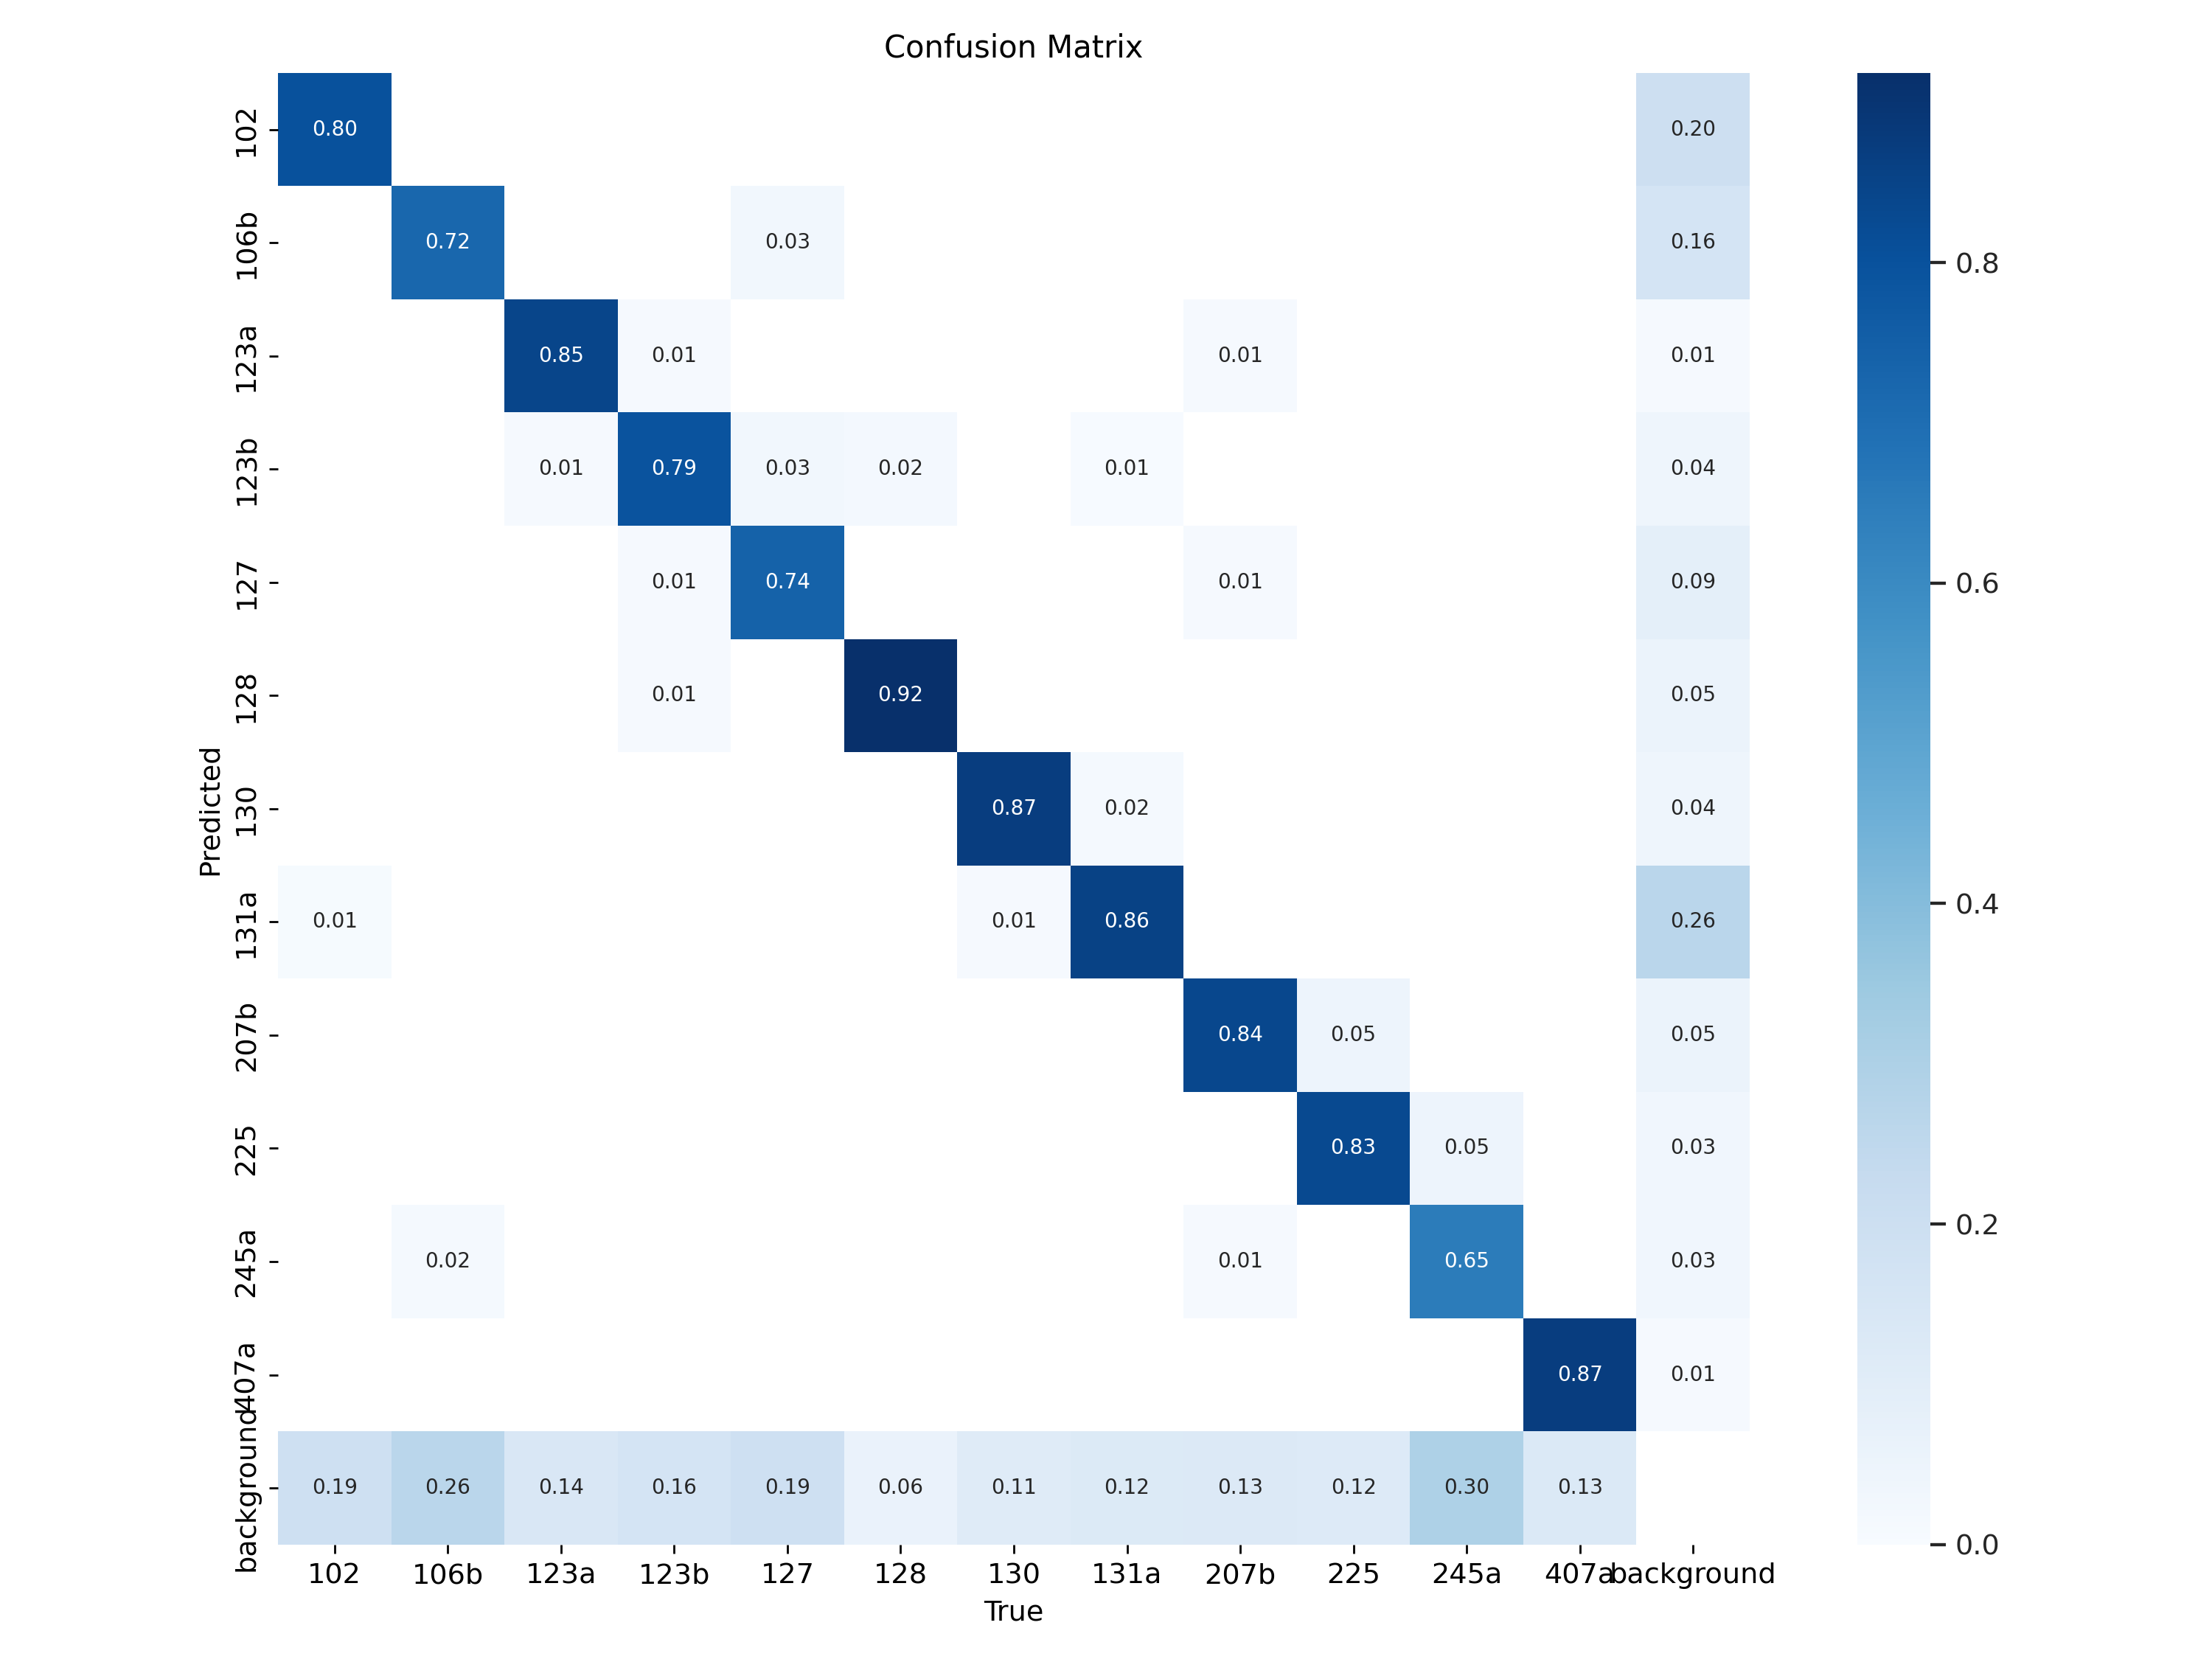 Confusion Matrix
102 0.80 0.20
106b 0.72 0.03 0.16
123a 0.85 0.01 0.01 0.01
123b 0.01 0.79 0.03 0.02 0.01 0.04
127 0.01 0.74 0.01 0.09
128 0.01 0.92 0.05
130 0.87 0.02 0.04
131a 0.01 0.01 0.86 0.26
207b 0.84 0.05 0.05
225 0.83 0.05 0.03
245a 0.02 0.01 0.65 0.03
407a 0.87 0.01
background 0.19 0.26 0.14 0.16 0.19 0.06 0.11 0.12 0.13 0.12 0.30 0.13
102 106b 123a 123b 127 128 130 131a 207b 225 245a 407a background
True
Predicted
0.8
0.6
0.4
0.2
0.0